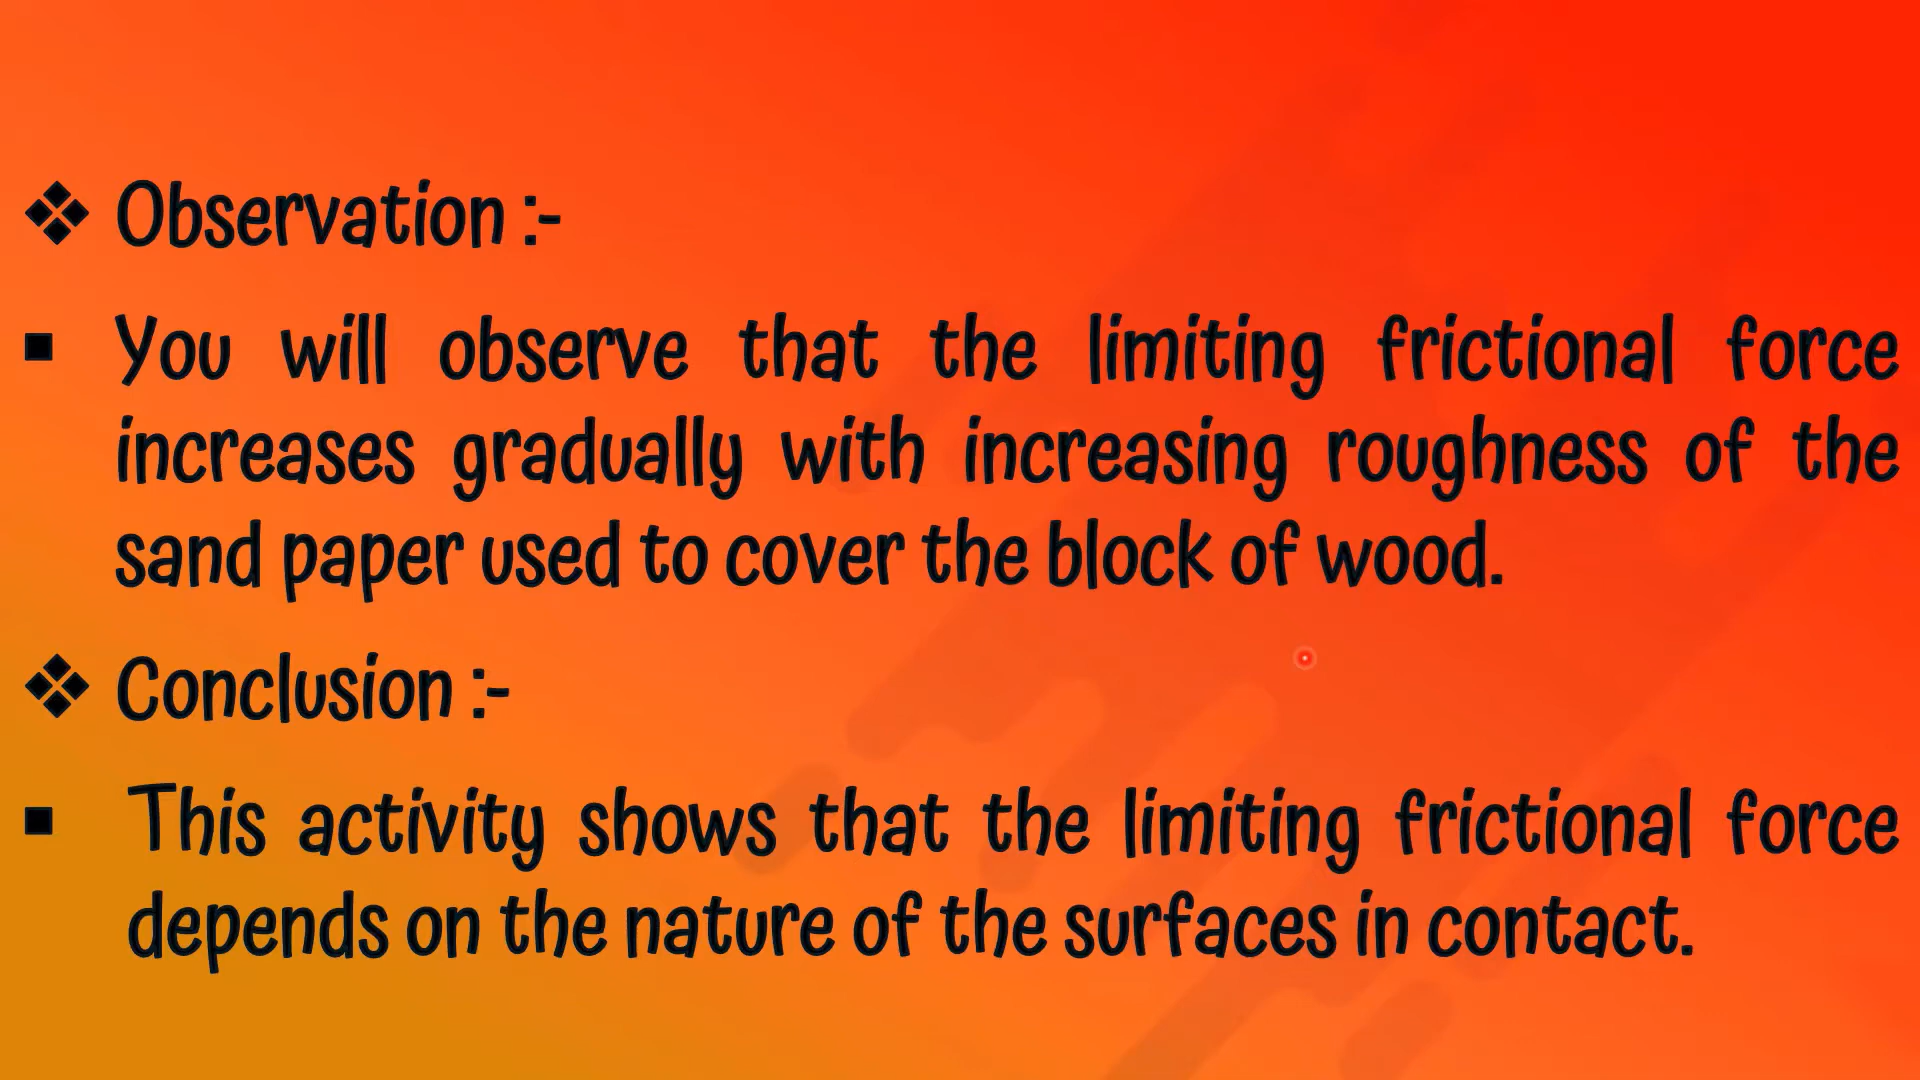 ❖ Observation :-
▪ You will observe that the limiting frictional force
increases gradually with increasing roughness of the
sand paper used to cover the block of wood.
❖ Conclusion :-
▪ This activity shows that the limiting frictional force
depends on the nature of the surfaces in contact.